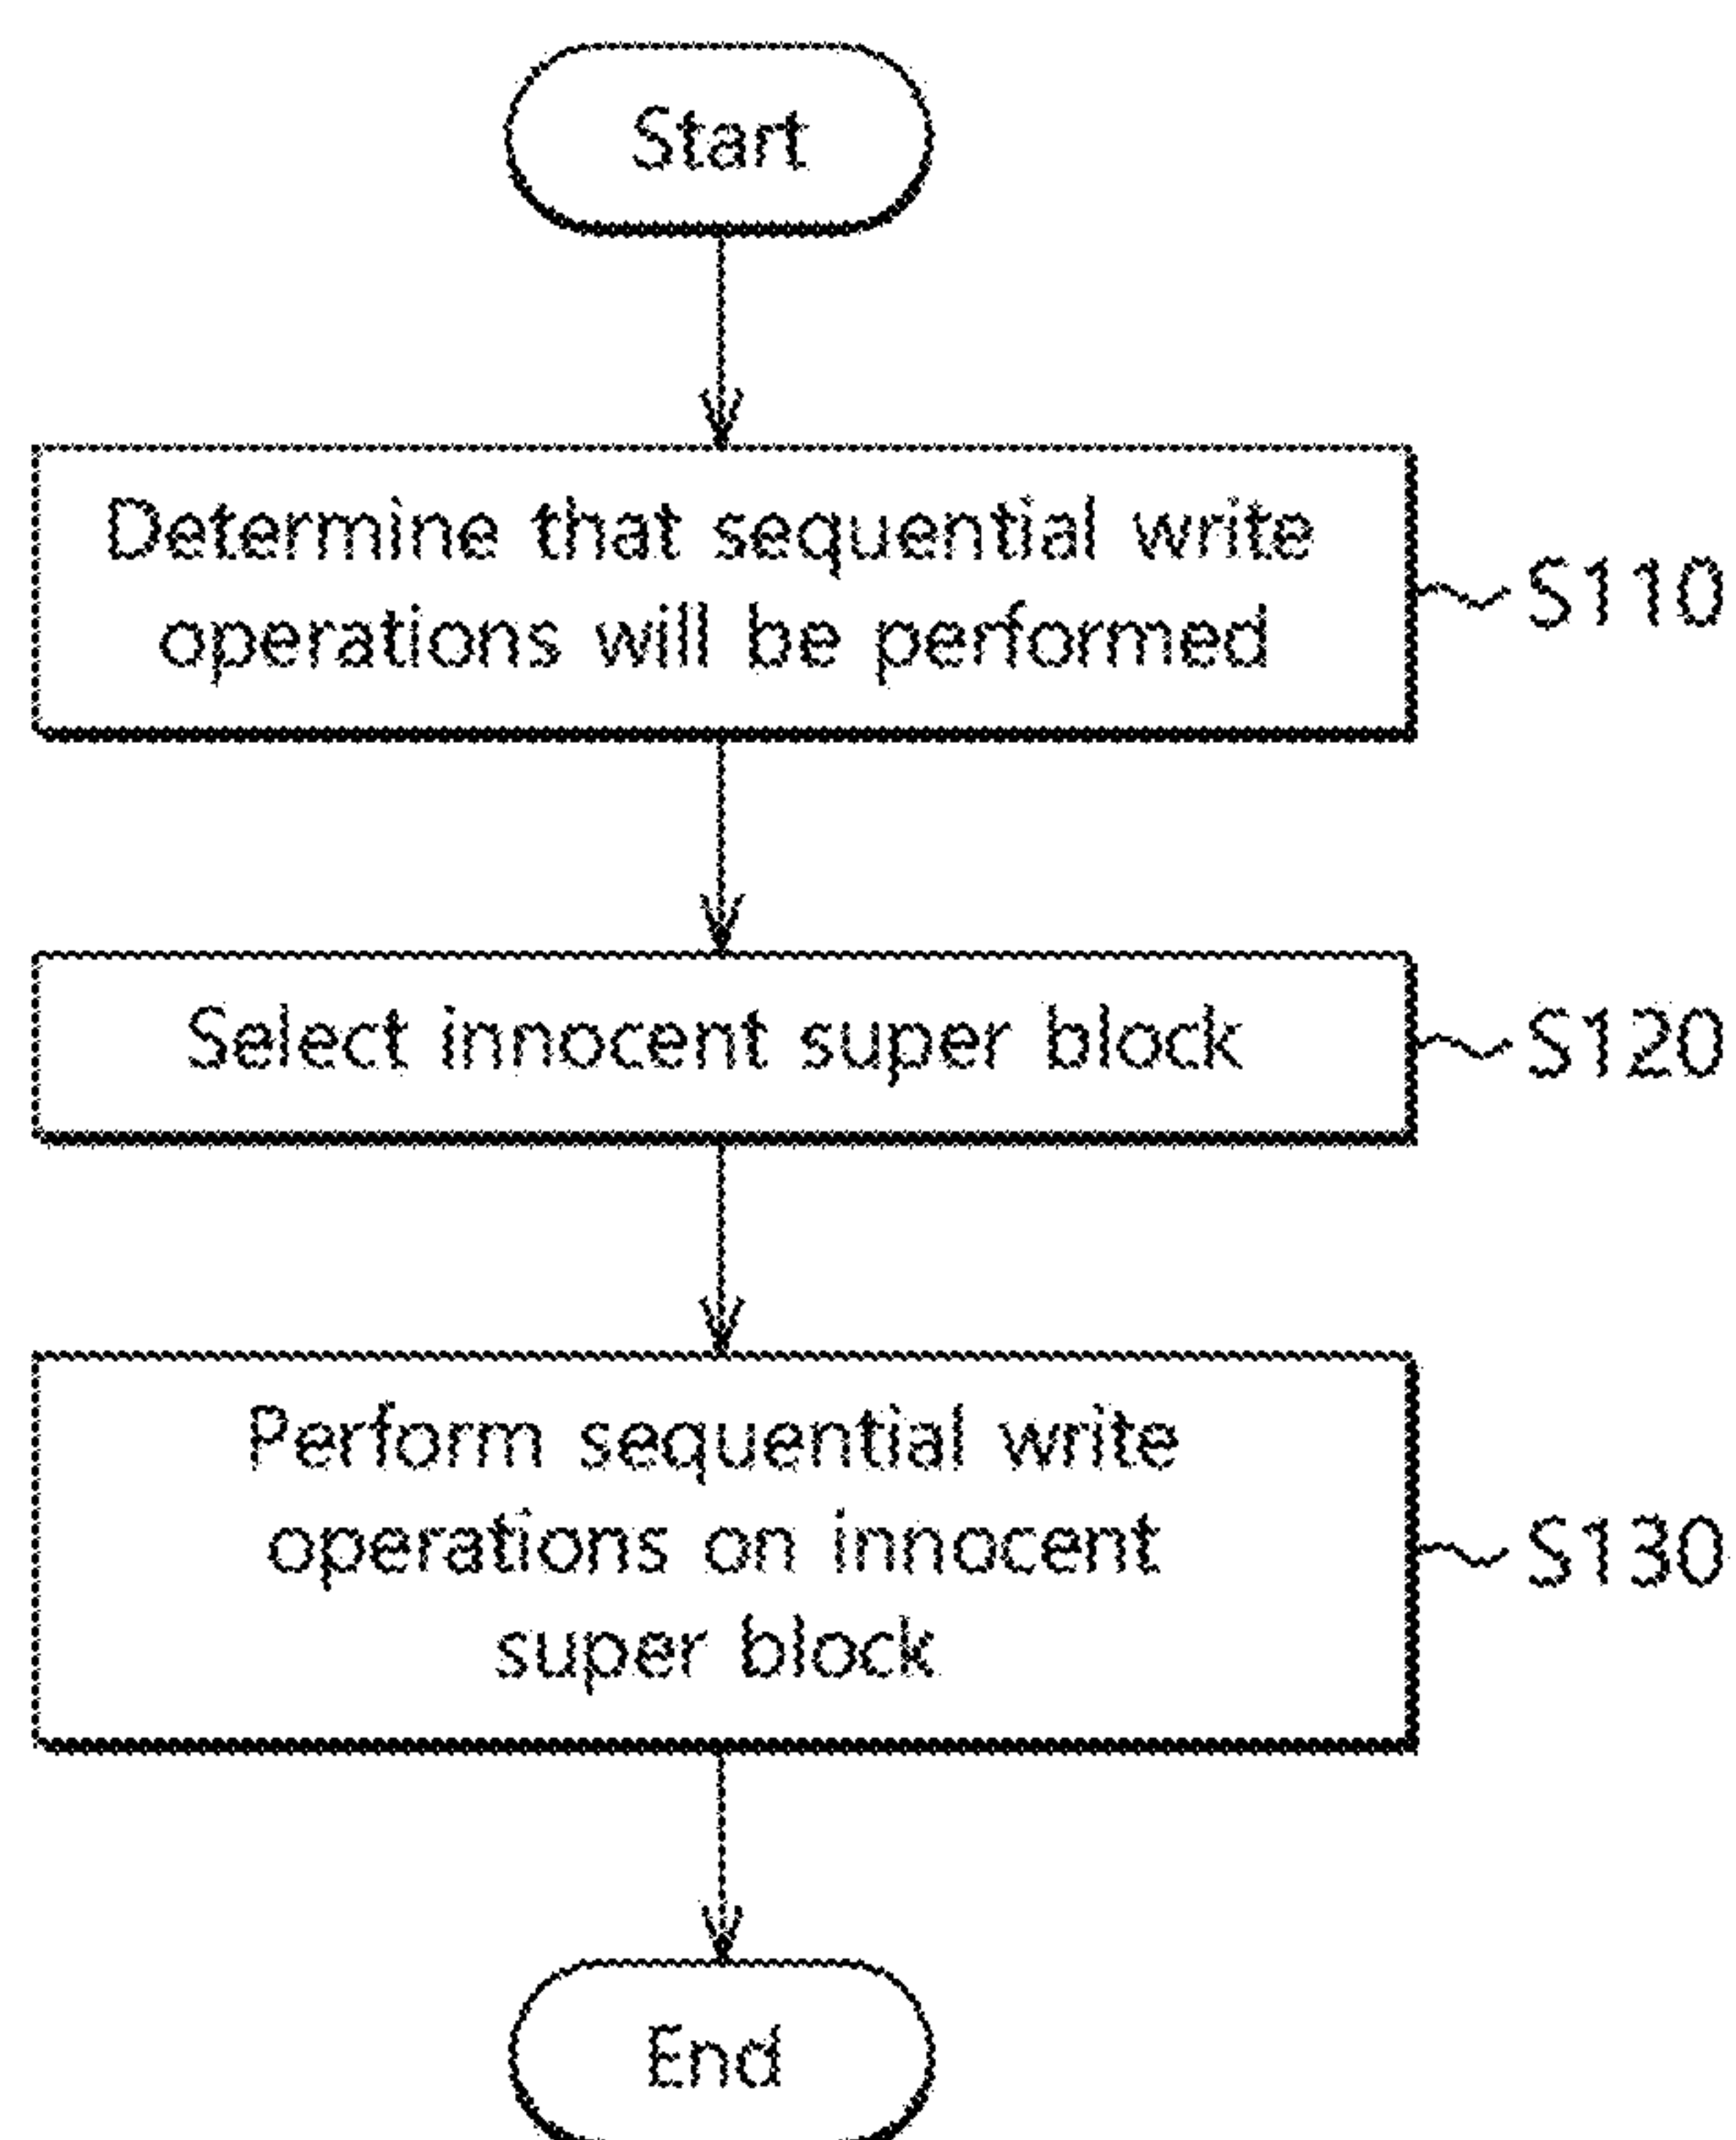 Start
Determine that sequential write
operations will be performed
S110
Select innocent super block
S120
Perform sequential write
operations on innocent
super block
S130
End